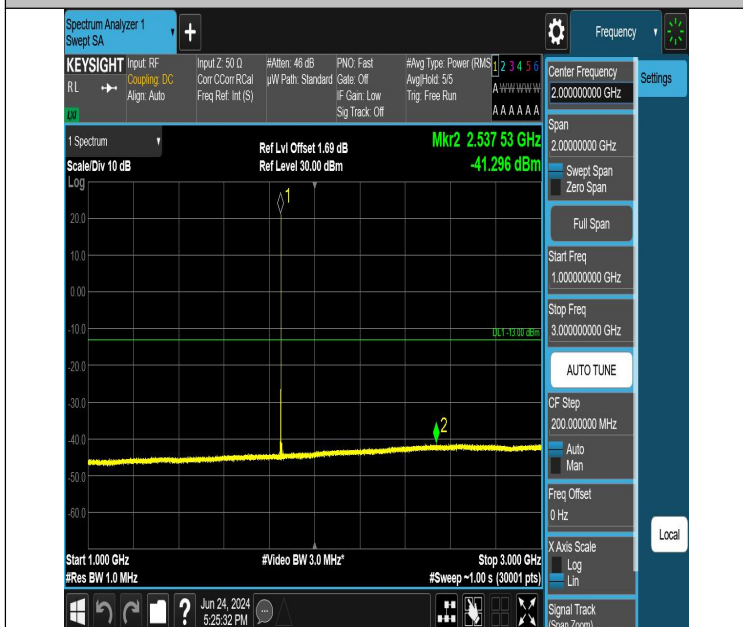 Spectrum Analyzer 1
Swept SA
+
Frequency
KEYSIGHT
RL
LXI
Input: RF
Coupling: DC
Align: Auto
Input Z: 50 Ω
Corr CCorr RCal
Freq Ref: Int (S)
#Atten: 46 dB
µW Path: Standard
PNO: Fast
Gate: Off
IF Gain: Low
Sig Track: Off
#Avg Type: Power (RMS
Avg|Hold: 5/5
Trig: Free Run
1 2 3 4 5 6
A W W W W W
A A A A A A
1 Spectrum
Scale/Div 10 dB
Log
Ref Lvl Offset 1.69 dB
Ref Level 30.00 dBm
Mkr2 2.537 53 GHz
-41.296 dBm
1
20.0
10.0
0.00
-10.0
DL1 -13.00 dBm
-20.0
-30.0
-40.0
2
-50.0
-60.0
Start 1.000 GHz
#Res BW 1.0 MHz
#Video BW 3.0 MHz*
Stop 3.000 GHz
#Sweep ~1.00 s (30001 pts)
Center Frequency
2.000000000 GHz
Settings
Span
2.00000000 GHz
Swept Span
Zero Span
Full Span
Start Freq
1.000000000 GHz
Stop Freq
3.000000000 GHz
AUTO TUNE
CF Step
200.000000 MHz
Auto
Man
Freq Offset
0 Hz
X Axis Scale
Log
Lin
Local
Signal Track
(Span Zoom)
?
Jun 24, 2024
5:25:32 PM